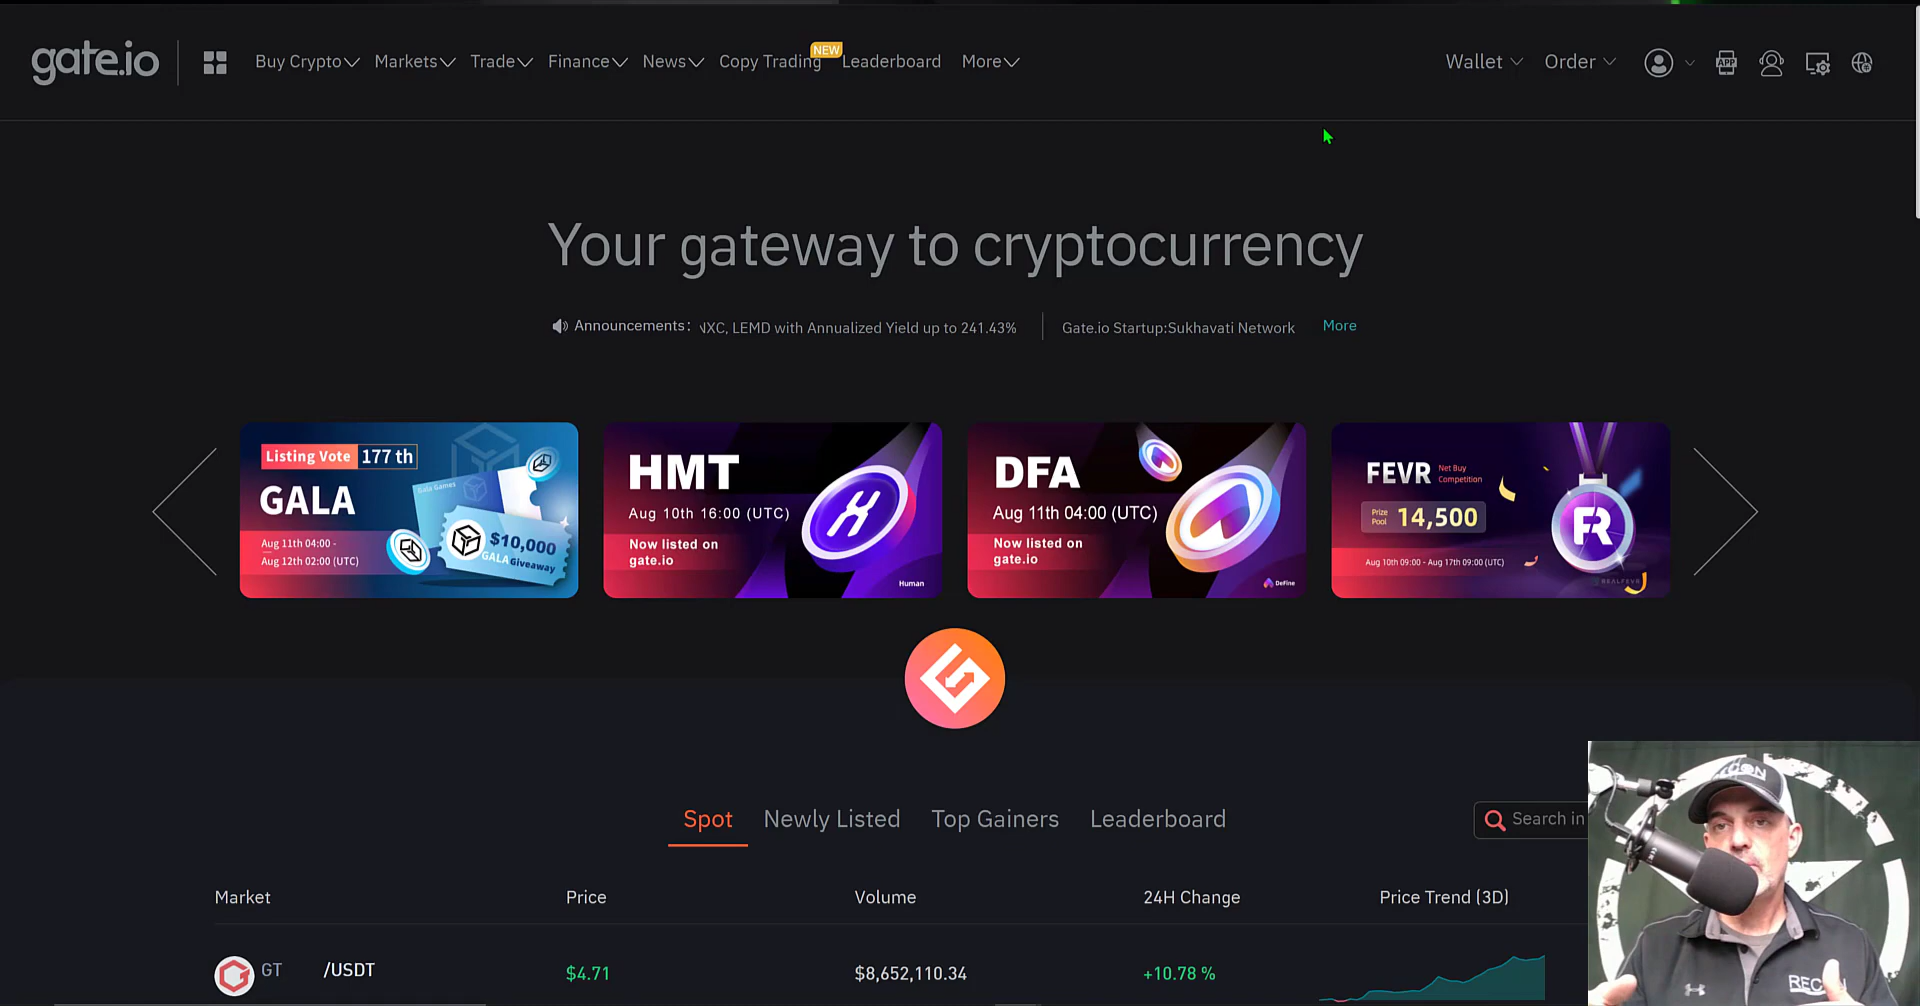 gate.io
Buy Crypto Markets Trade Finance News Copy Trading NEW Leaderboard More
Wallet Order APP
Your gateway to cryptocurrency
Announcements: NXC, LEMD with Annualized Yield up to 241.43% Gate.io Startup:Sukhavati Network More
Listing Vote 177 th
GALA
Aug 11th 04:00 -
Aug 12th 02:00 (UTC)
Gala Games
$10,000
GALA Giveaway
HMT
Aug 10th 16:00 (UTC)
Now listed on
gate.io
Human
DFA
Aug 11th 04:00 (UTC)
Now listed on
gate.io
DeFine
FEVR Net Buy
Competition
Prize
Pool 14,500
Aug 10th 09:00 - Aug 17th 09:00 (UTC)
FR
REALFEVR
Spot Newly Listed Top Gainers Leaderboard
Search in
Market Price Volume 24H Change Price Trend (3D)
GT /USDT $4.71 $8,652,110.34 +10.78 %